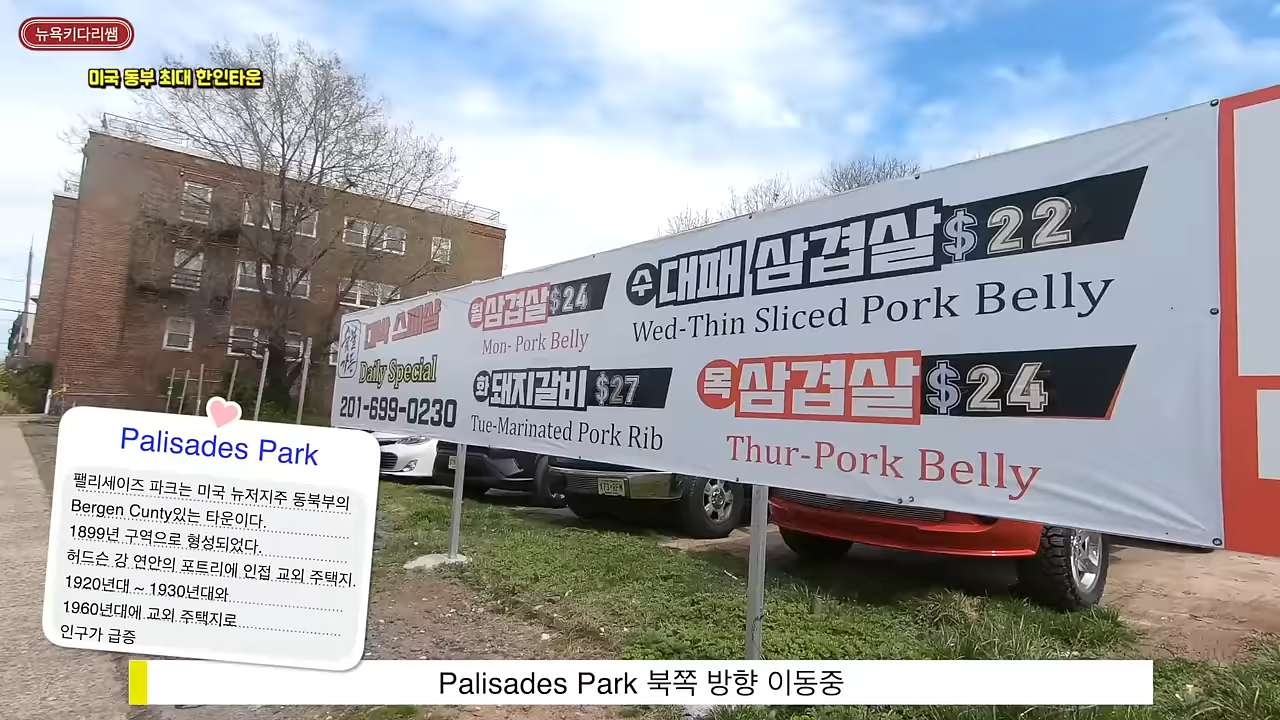 뉴욕키다리쌤
미국 동부 최대 한인타운
대박 스페샬
Daily Special
201-699-0230
월 삼겹살 $24
Mon- Pork Belly
화 돼지갈비 $27
Tue-Marinated Pork Rib
수 대패 삼겹살 $22
Wed-Thin Sliced Pork Belly
목 삼겹살 $24
Thur-Pork Belly
Palisades Park
팰리세이즈 파크는 미국 뉴저지주 동북부의
Bergen Cunty있는 타운이다.
1899년 구역으로 형성되었다.
허드슨 강 연안의 포트리에 인접 교외 주택지.
1920년대 ~ 1930년대와
1960년대에 교외 주택지로
인구가 급증
Palisades Park 북쪽 방향 이동중